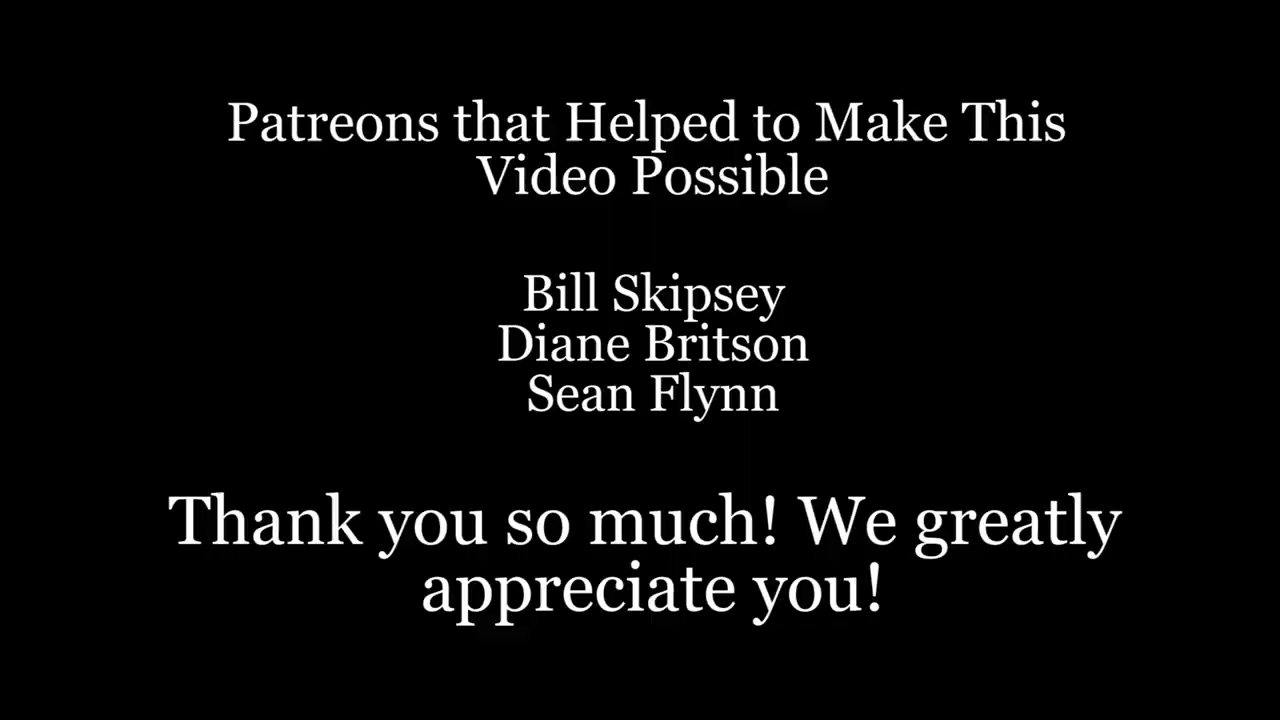 Patreons that Helped to Make This
Video Possible
Bill Skipsey
Diane Britson
Sean Flynn
Thank you so much! We greatly
appreciate you!